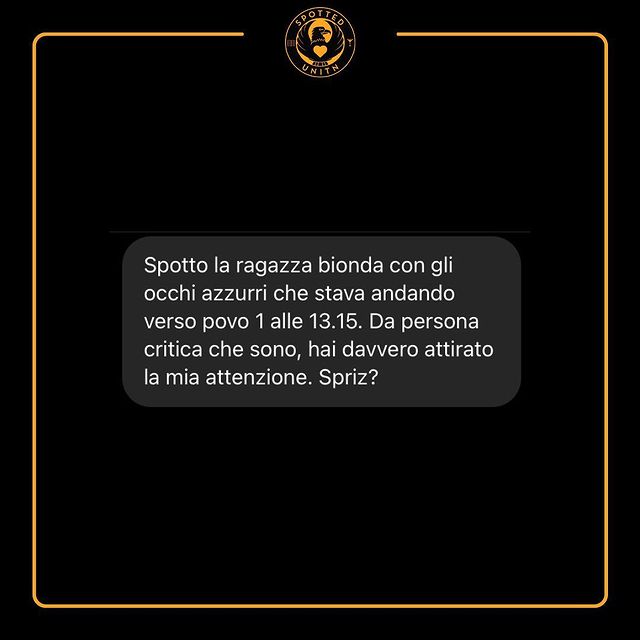 SPOTTED
UNITN
Spotto la ragazza bionda con gli
occhi azzurri che stava andando
verso povo 1 alle 13.15. Da persona
critica che sono, hai davvero attirato
la mia attenzione. Spriz?